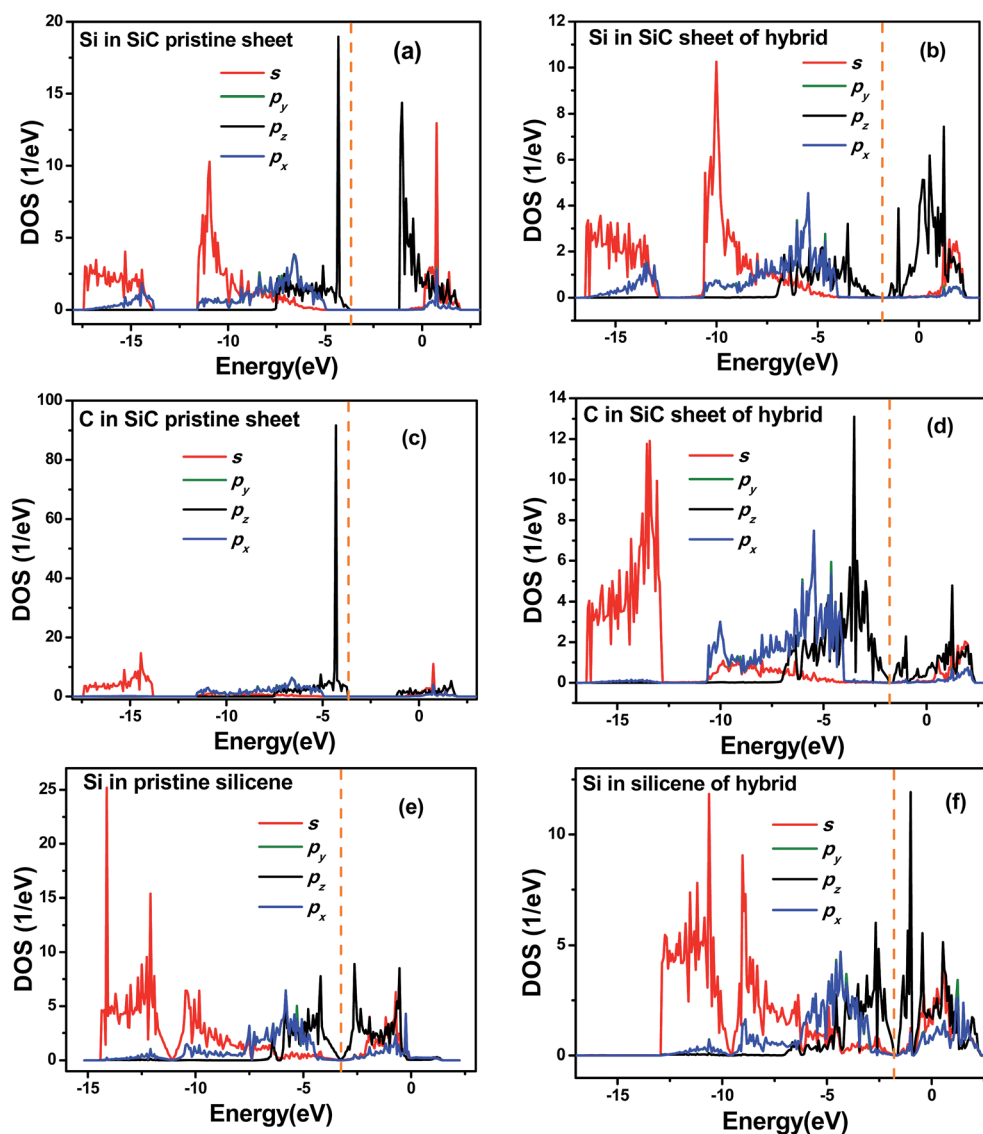 Si in SiC pristine sheet
(a)
s
p_y
p_z
p_x
DOS (1/eV)
20
15
10
5
0
-15
-10
-5
0
Energy(eV)
Si in SiC sheet of hybrid
(b)
s
p_y
p_z
p_x
DOS (1/eV)
12
10
8
6
4
2
0
-15
-10
-5
0
Energy(eV)
C in SiC pristine sheet
(c)
s
p_y
p_z
p_x
DOS (1/eV)
100
80
60
40
20
0
-15
-10
-5
0
Energy(eV)
C in SiC sheet of hybrid
(d)
s
p_y
p_z
p_x
DOS (1/eV)
14
12
10
8
6
4
2
0
-15
-10
-5
0
Energy(eV)
Si in pristine silicene
(e)
s
p_y
p_z
p_x
DOS (1/eV)
25
20
15
10
5
0
-15
-10
-5
0
Energy(eV)
Si in silicene of hybrid
(f)
s
p_y
p_z
p_x
DOS (1/eV)
10
5
0
-15
-10
-5
0
Energy(eV)